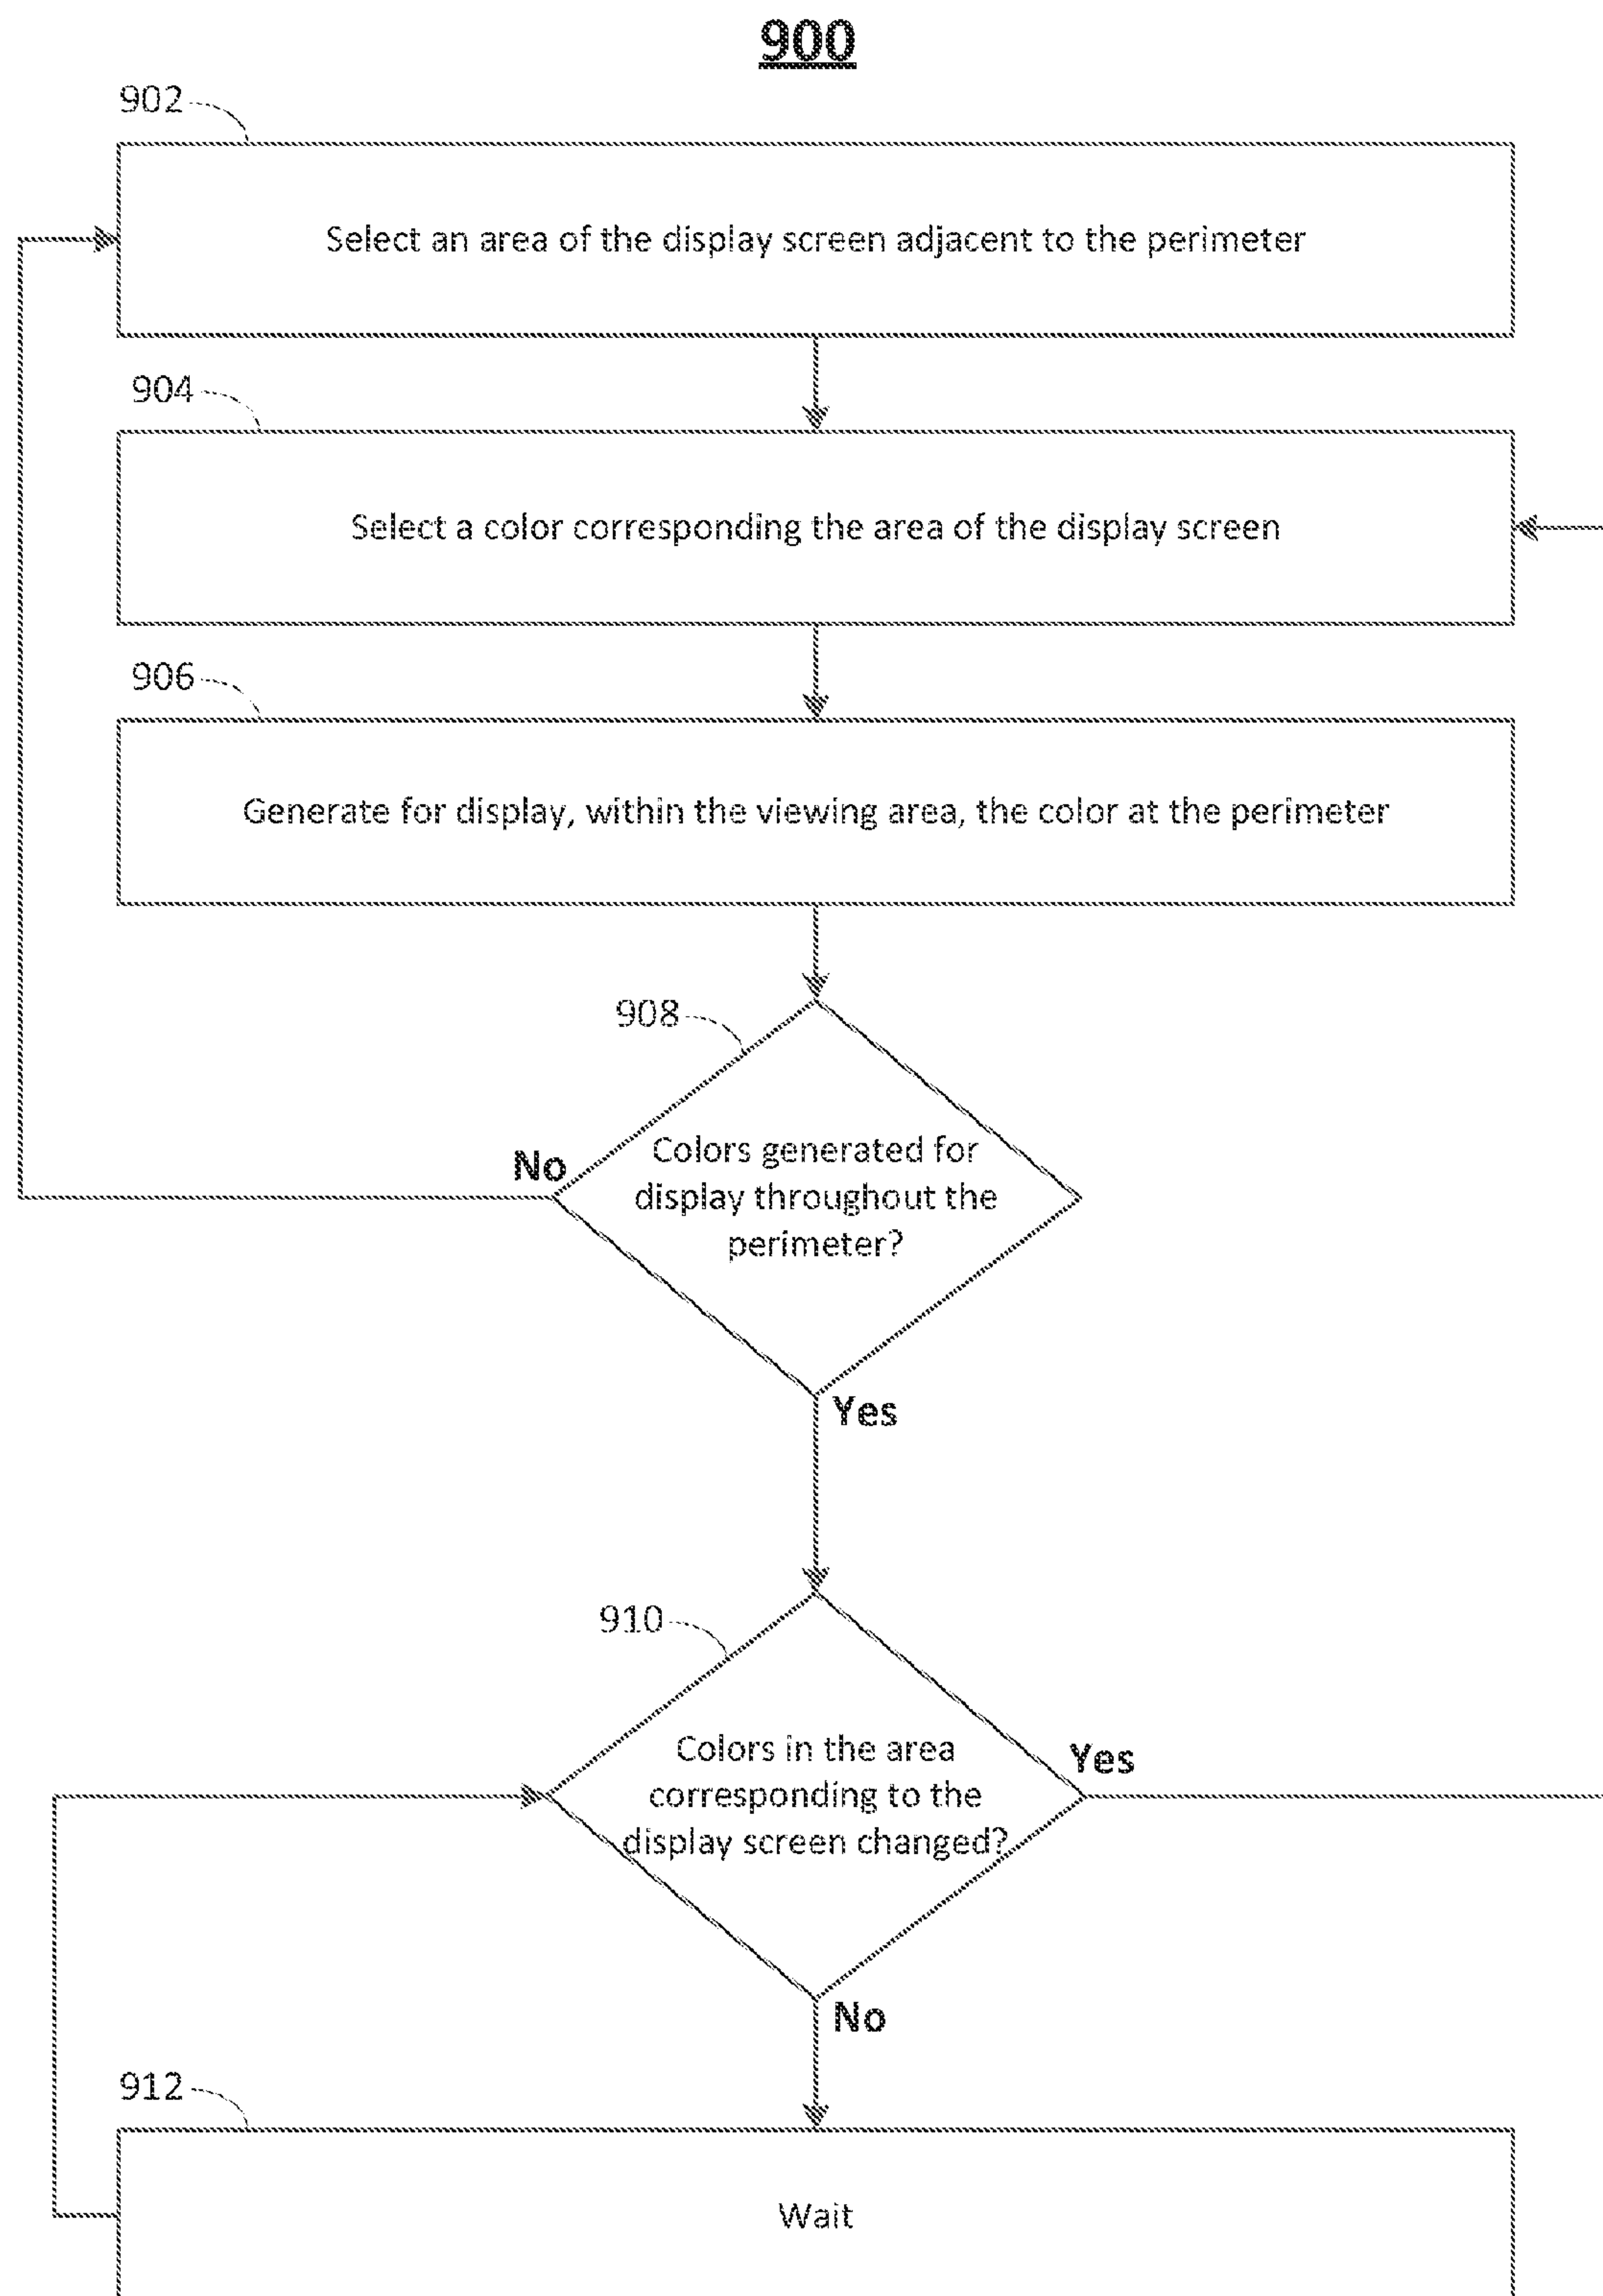 900
902
Select an area of the display screen adjacent to the perimeter
904
Select a color corresponding the area of the display screen
906
Generate for display, within the viewing area, the color at the perimeter
908
Colors generated for
display throughout the
perimeter?
No
Yes
910
Colors in the area
corresponding to the
display screen changed?
Yes
No
912
Wait